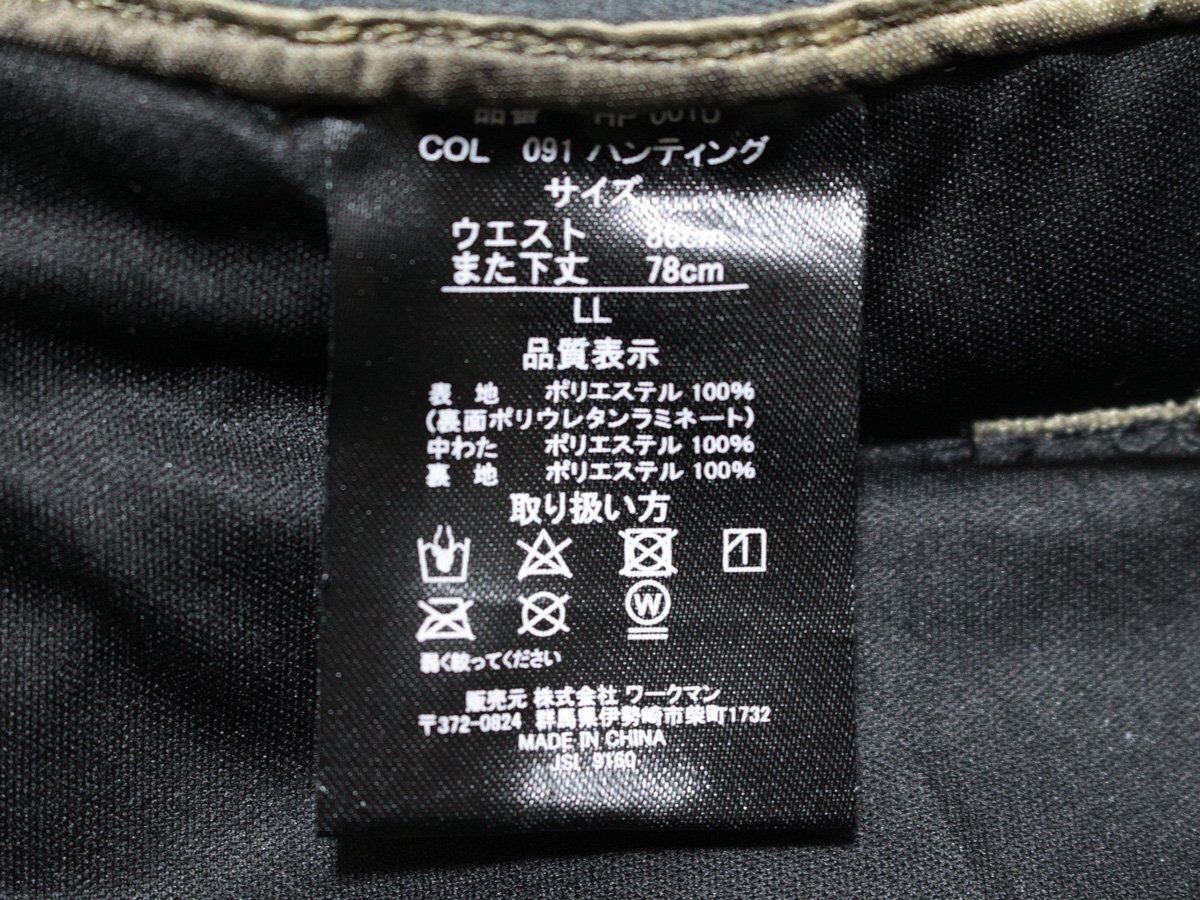 品番
COL 091 ハンティング
サイズ
ウエスト
また下丈 78cm
LL
品質表示
表 地 ポリエステル 100%
(裏面ポリウレタンラミネート)
中わた ポリエステル 100%
裏 地 ポリエステル 100%
取り扱い方
1
W
弱く絞ってください
販売元 株式会社 ワークマン
〒372-0824 群馬県伊勢崎市柴町1732
MADE IN CHINA
JSL 9160